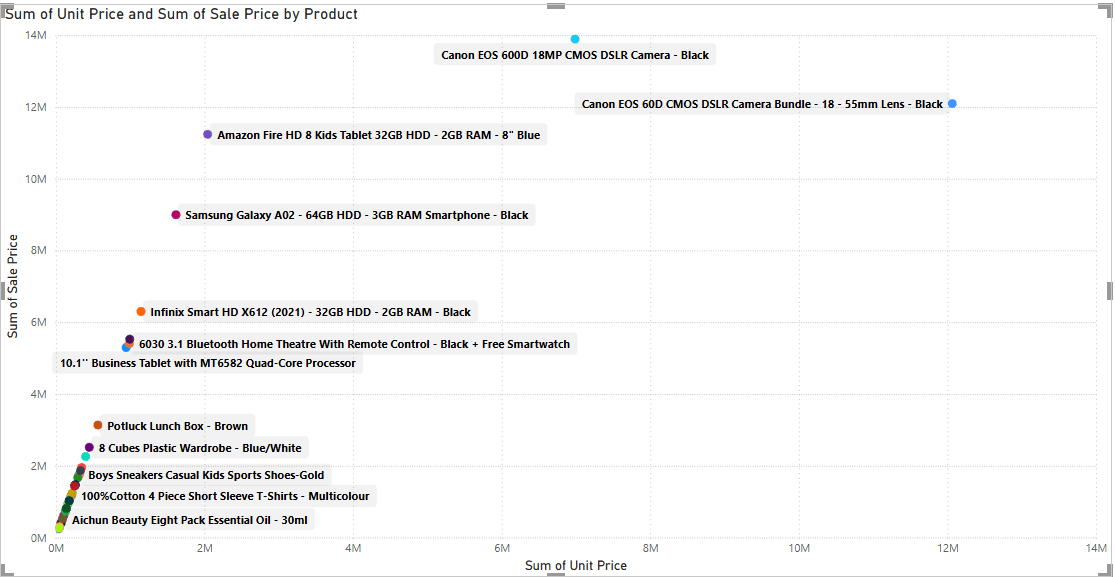 Sum of Unit Price and Sum of Sale Price by Product
14M
Canon EOS 600D 18MP CMOS DSLR Camera - Black
12M
Canon EOS 60D CMOS DSLR Camera Bundle - 18 - 55mm Lens - Black
Amazon Fire HD 8 Kids Tablet 32GB HDD - 2GB RAM - 8" Blue
10M
Samsung Galaxy A02 - 64GB HDD - 3GB RAM Smartphone - Black
8M
Sum of Sale Price
Infinix Smart HD X612 (2021) - 32GB HDD - 2GB RAM - Black
6M
6030 3.1 Bluetooth Home Theatre With Remote Control - Black + Free Smartwatch
10.1'' Business Tablet with MT6582 Quad-Core Processor
4M
Potluck Lunch Box - Brown
8 Cubes Plastic Wardrobe - Blue/White
2M
Boys Sneakers Casual Kids Sports Shoes-Gold
100%Cotton 4 Piece Short Sleeve T-Shirts - Multicolour
Aichun Beauty Eight Pack Essential Oil - 30ml
0M
0M 2M 4M 6M 8M 10M 12M 14M
Sum of Unit Price